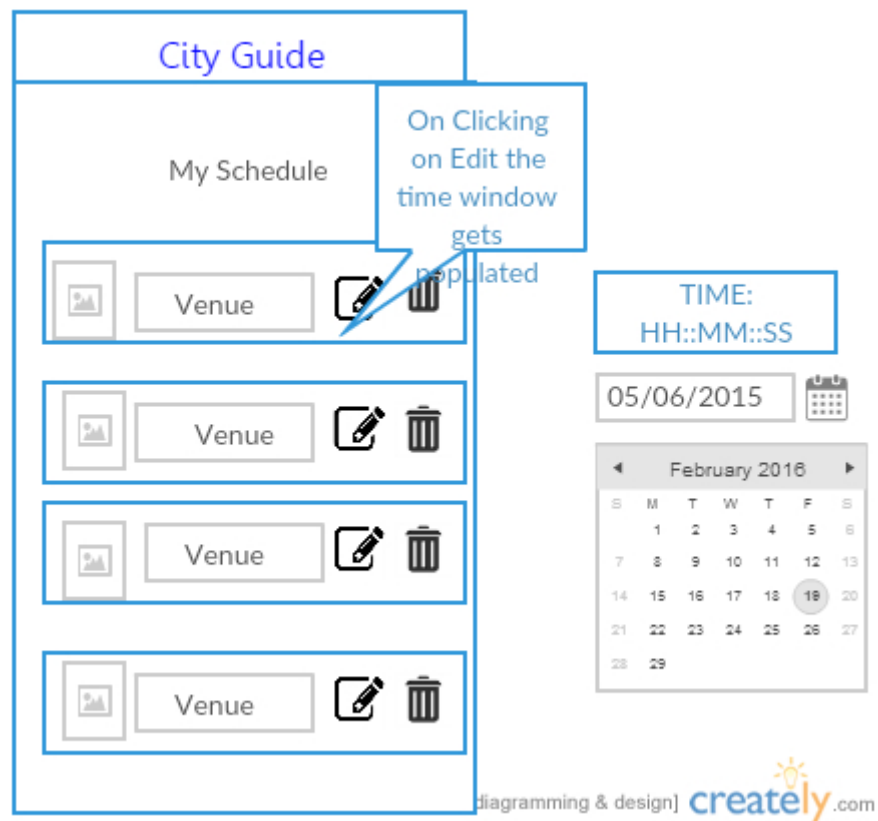 City Guide
On Clicking
on Edit the
time window
gets
populated
My Schedule
Venue
TIME:
HH::MM::SS
05/06/2015
Venue
February 2016
S M T W T F S
1 2 3 4 5 6
7 8 9 10 11 12 13
14 15 16 17 18 19 20
21 22 23 24 25 26 27
28 29
Venue
Venue
diagramming & design] creately.com